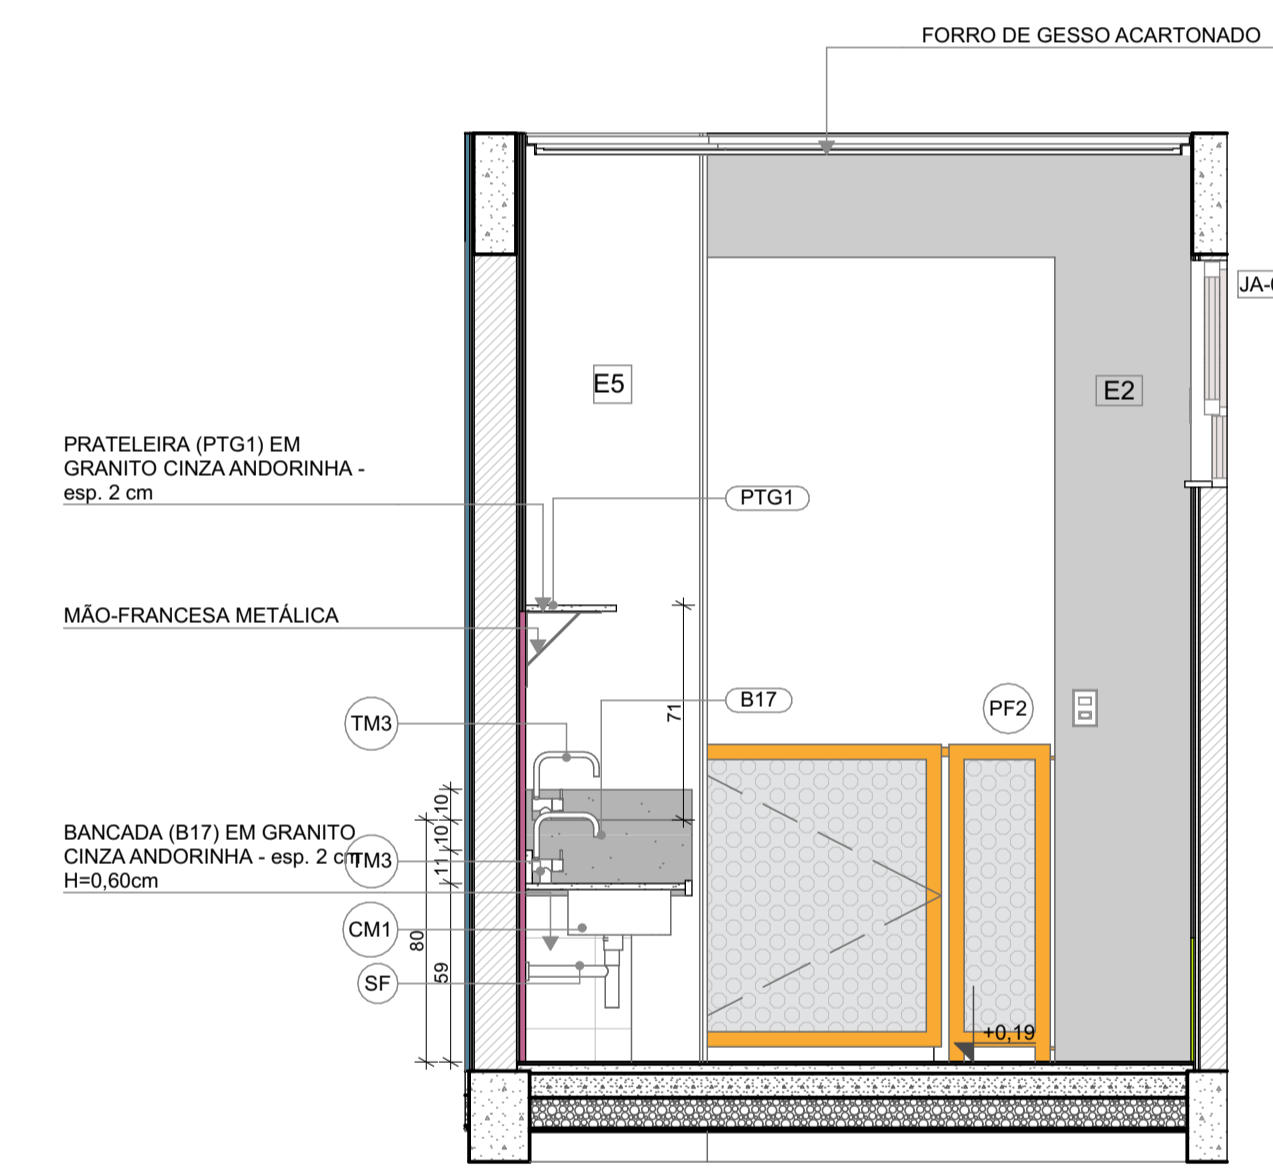 FORRO DE GESSO ACARTONADO
JA-
E5
E2
PRATELEIRA (PTG1) EM
GRANITO CINZA ANDORINHA -
esp. 2 cm
PTG1
MÃO-FRANCESA METÁLICA
B17
71
PF2
TM3
10
BANCADA (B17) EM GRANITO
CINZA ANDORINHA - esp. 2 cm
H=0,60cm
TM3
10
11
CM1
80
59
SF
+0,19